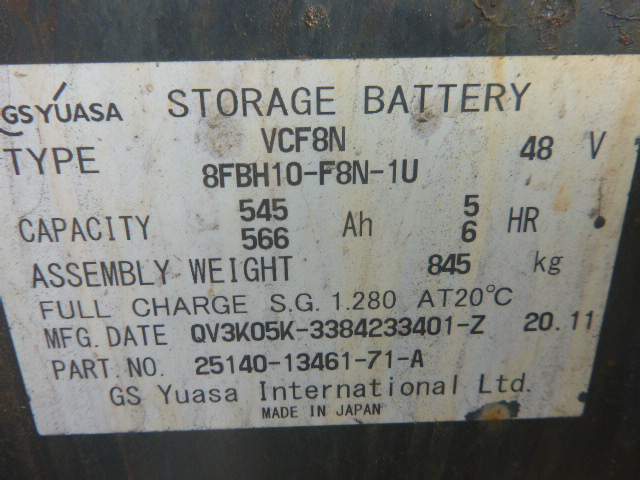 GS YUASA STORAGE BATTERY
TYPE VCF8N 48 V
8FBH10-F8N-1U
CAPACITY 545 Ah 5 HR
566 6
ASSEMBLY WEIGHT 845 kg
FULL CHARGE S.G. 1.280 AT20°C
MFG. DATE QV3K05K-3384233401-Z 20.11
PART. NO. 25140-13461-71-A
GS Yuasa International Ltd.
MADE IN JAPAN